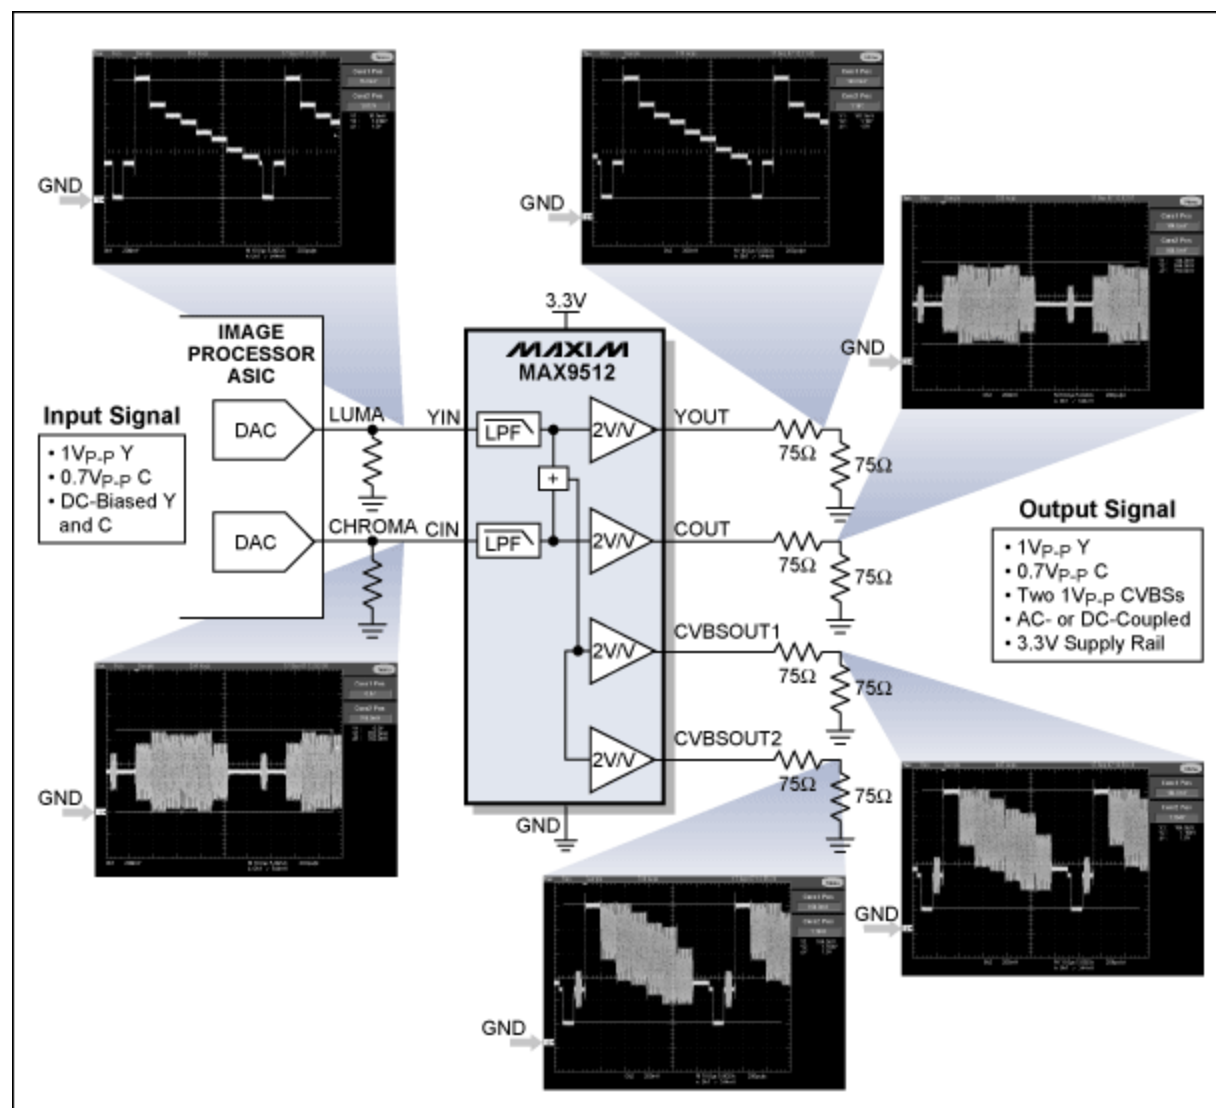 GND
GND
GND
IMAGE
PROCESSOR
ASIC
3.3V
MAXIM
MAX9512
Input Signal
• 1VP-P Y
• 0.7VP-P C
• DC-Biased Y
and C
DAC
LUMA
YIN
LPF
2V/V
YOUT
75Ω
75Ω
+
DAC
CHROMA
CIN
LPF
2V/V
COUT
75Ω
75Ω
Output Signal
• 1VP-P Y
• 0.7VP-P C
• Two 1VP-P CVBSs
• AC- or DC-Coupled
• 3.3V Supply Rail
2V/V
CVBSOUT1
75Ω
75Ω
2V/V
CVBSOUT2
75Ω
75Ω
GND
GND
GND
GND